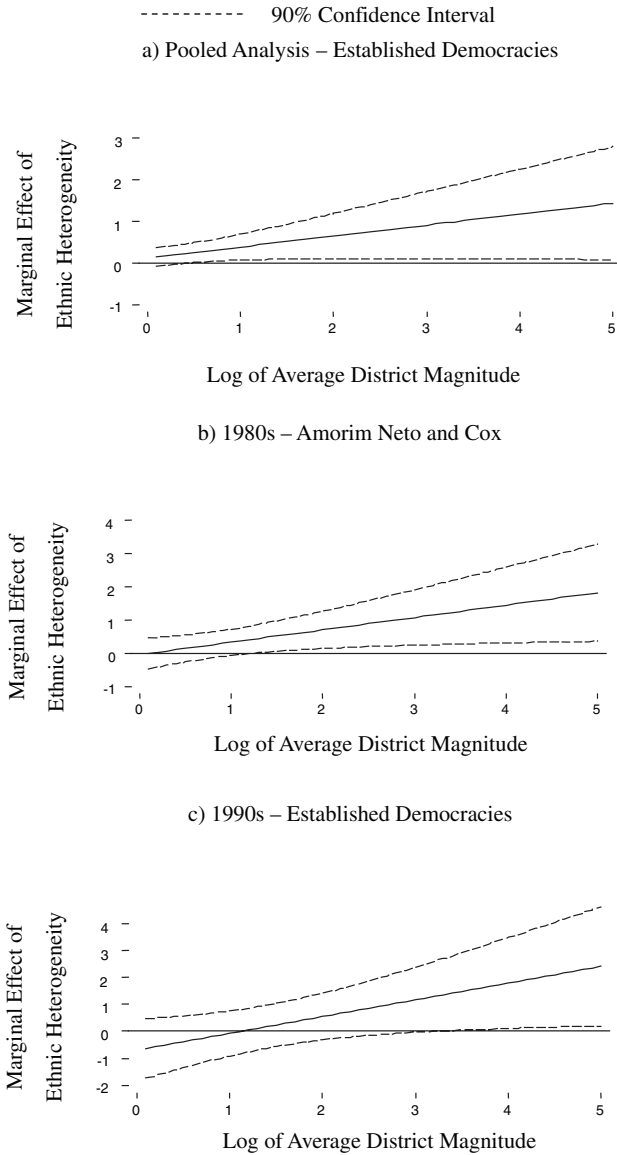 90% Confidence Interval
a) Pooled Analysis – Established Democracies
Marginal Effect of
Ethnic Heterogeneity
3
2
1
0
-1
0 1 2 3 4 5
Log of Average District Magnitude
b) 1980s – Amorim Neto and Cox
Marginal Effect of
Ethnic Heterogeneity
4
3
2
1
0
-1
0 1 2 3 4 5
Log of Average District Magnitude
c) 1990s – Established Democracies
Marginal Effect of
Ethnic Heterogeneity
4
3
2
1
0
-1
-2
0 1 2 3 4 5
Log of Average District Magnitude